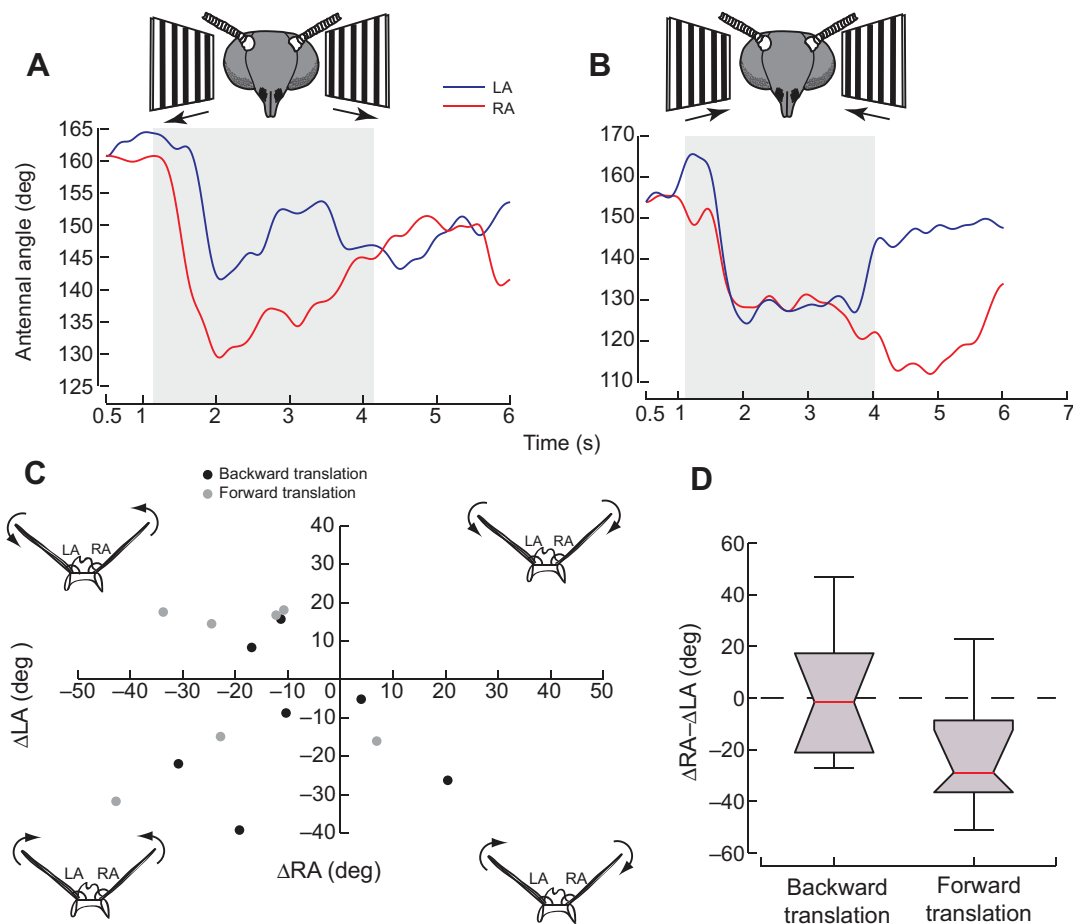 A
B
LA
RA
Antennal angle (deg)
165
160
155
150
145
140
135
130
125
0.5 1 2 3 4 5 6
170
160
150
140
130
120
110
0.5 1 2 3 4 5 6 7
Time (s)
C
Backward translation
Forward translation
LA RA
LA RA
40
30
20
10
0
–10
–20
–30
–40
–50 –40 –30 –20 –10 10 20 30 40 50
ΔLA (deg)
ΔRA (deg)
LA RA
LA RA
D
ΔRA–ΔLA (deg)
60
40
20
0
–20
–40
–60
Backward
translation
Forward
translation